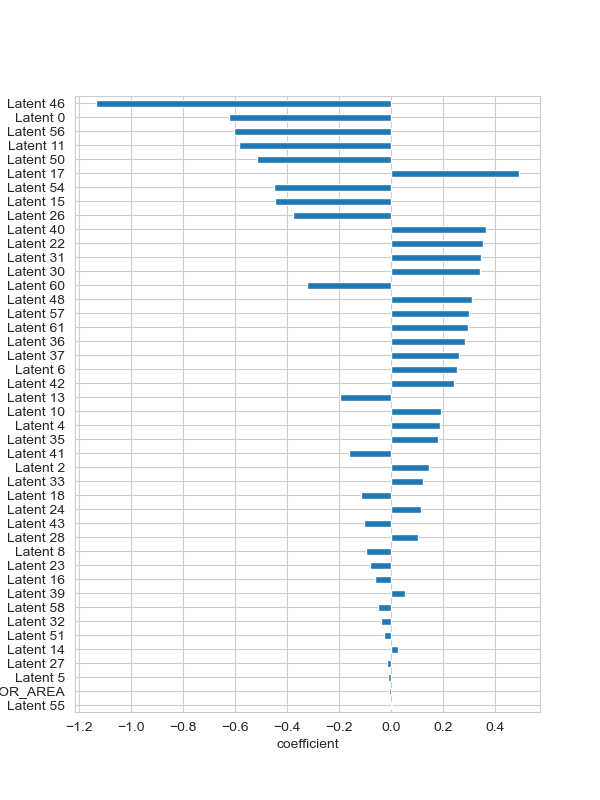 Latent 46
Latent 0
Latent 56
Latent 11
Latent 50
Latent 17
Latent 54
Latent 15
Latent 26
Latent 40
Latent 22
Latent 31
Latent 30
Latent 60
Latent 48
Latent 57
Latent 61
Latent 36
Latent 37
Latent 6
Latent 42
Latent 13
Latent 10
Latent 4
Latent 35
Latent 41
Latent 2
Latent 33
Latent 18
Latent 24
Latent 43
Latent 28
Latent 8
Latent 23
Latent 16
Latent 39
Latent 58
Latent 32
Latent 51
Latent 14
Latent 27
Latent 5
OR_AREA
Latent 55
−1.2 −1.0 −0.8 −0.6 −0.4 −0.2 0.0 0.2 0.4
coefficient